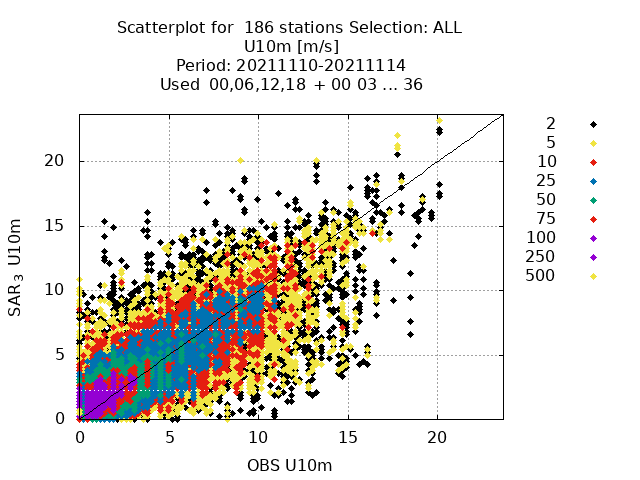 Scatterplot for 186 stations Selection: ALL
U10m [m/s]
Period: 20211110-20211114
Used 00,06,12,18 + 00 03 ... 36
2
5
10
25
50
75
100
250
500
20
15
10
5
0
SAR₃ U10m
0 5 10 15 20
OBS U10m